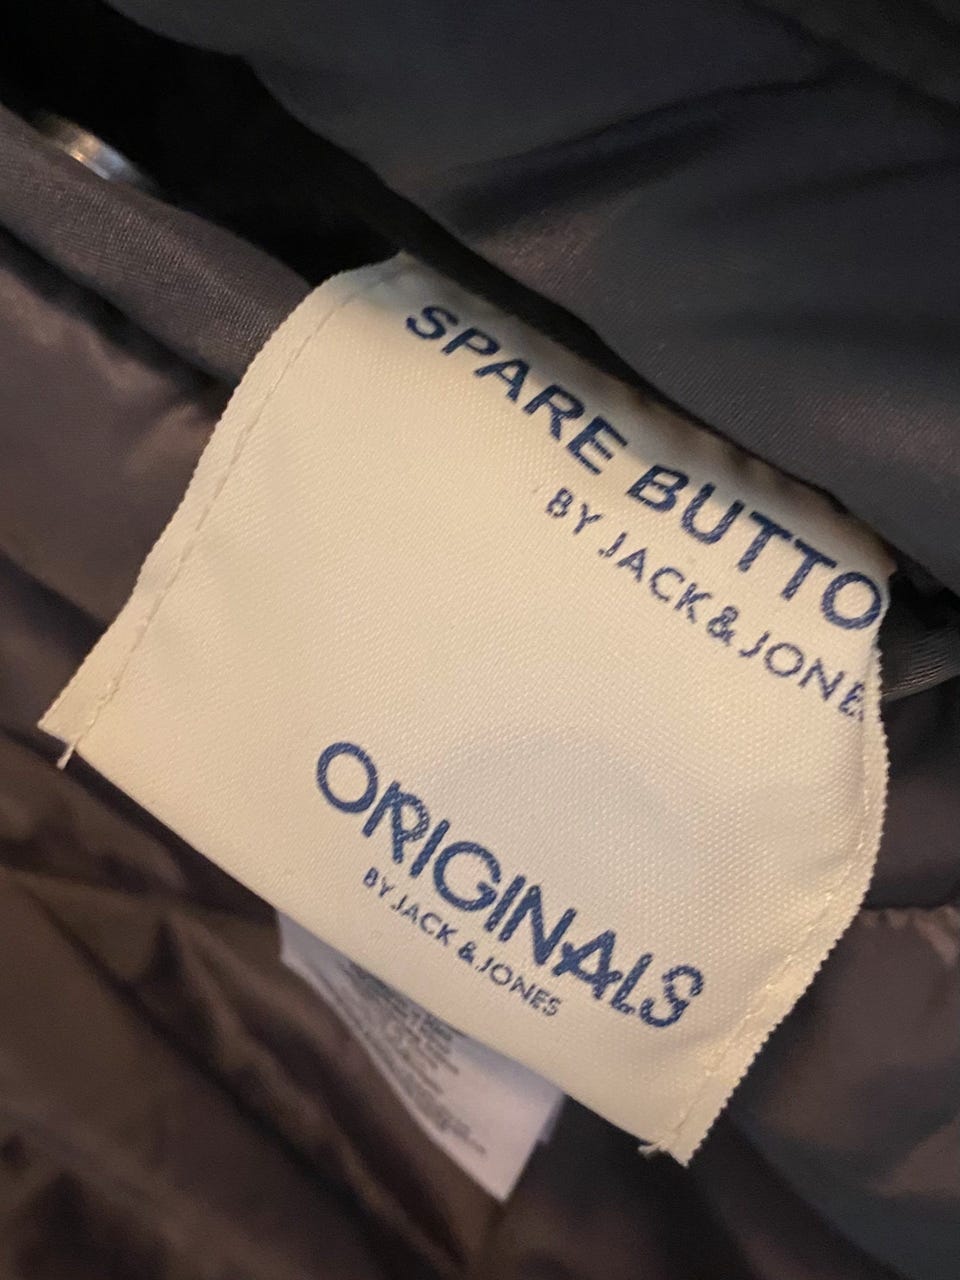 SPARE BUTTO
BY JACK & JONE
ORIGINALS
BY JACK & JONES